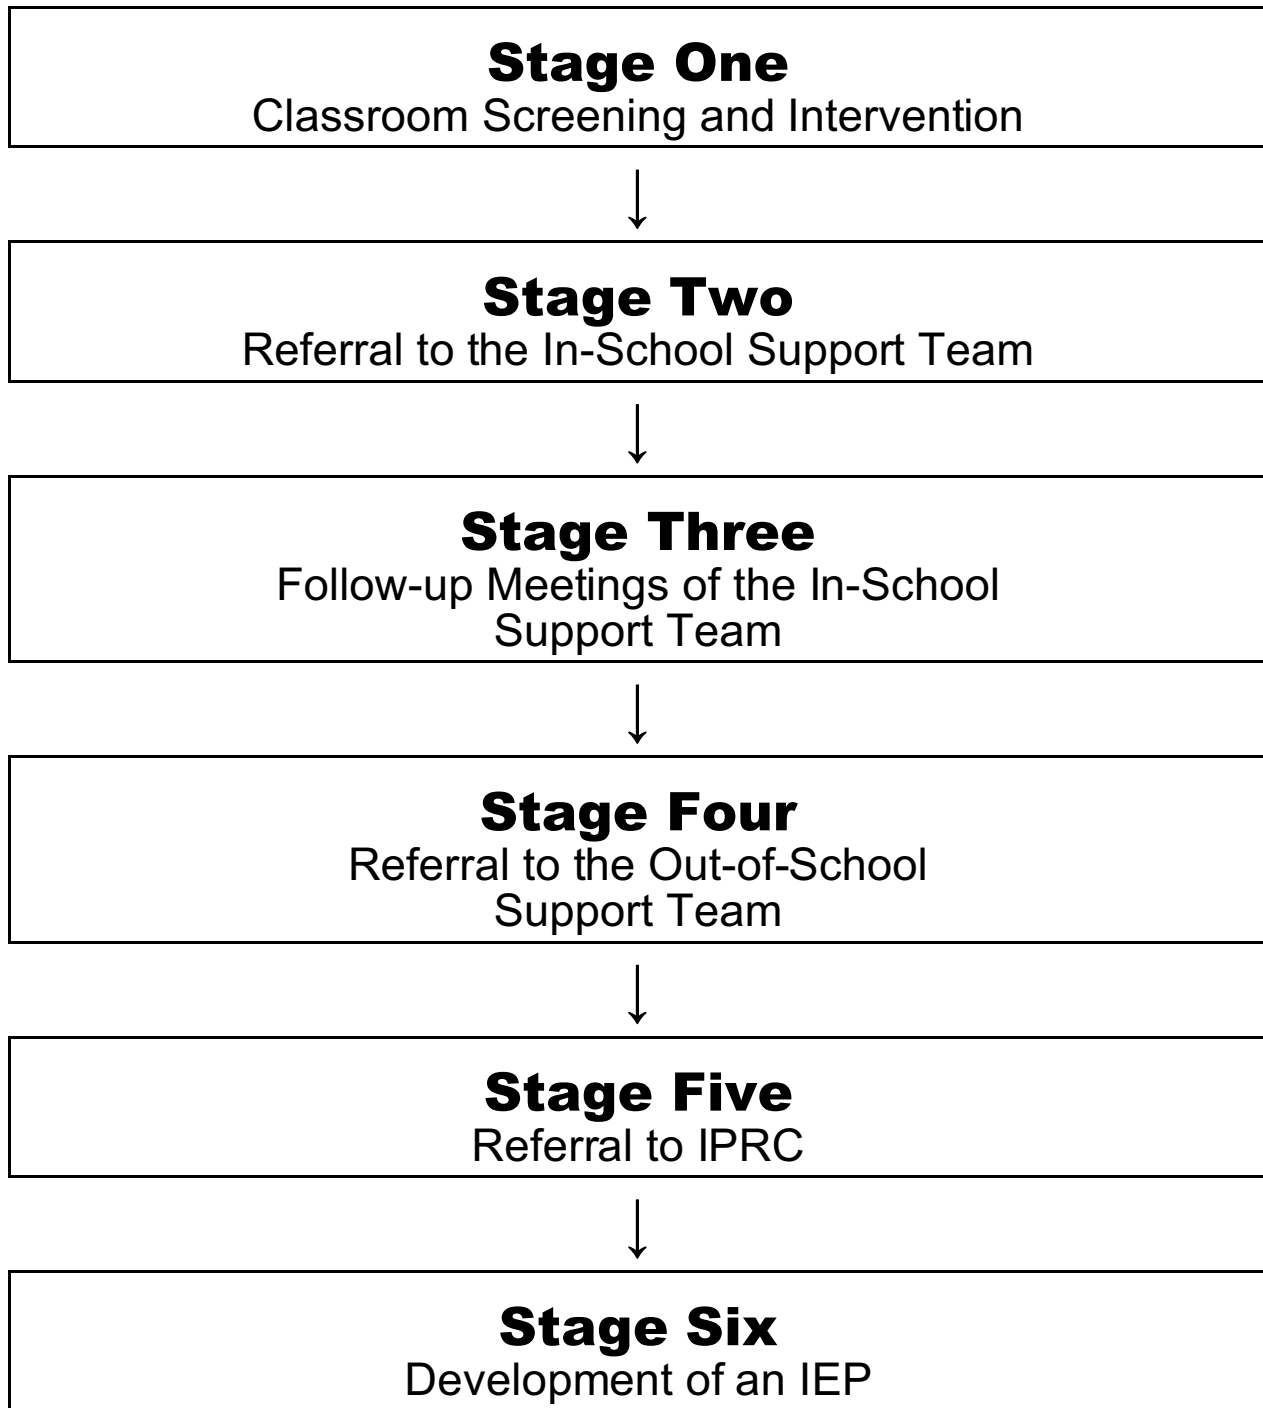 Stage One
Classroom Screening and Intervention
Stage Two
Referral to the In-School Support Team
Stage Three
Follow-up Meetings of the In-School
Support Team
Stage Four
Referral to the Out-of-School
Support Team
Stage Five
Referral to IPRC
Stage Six
Development of an IEP